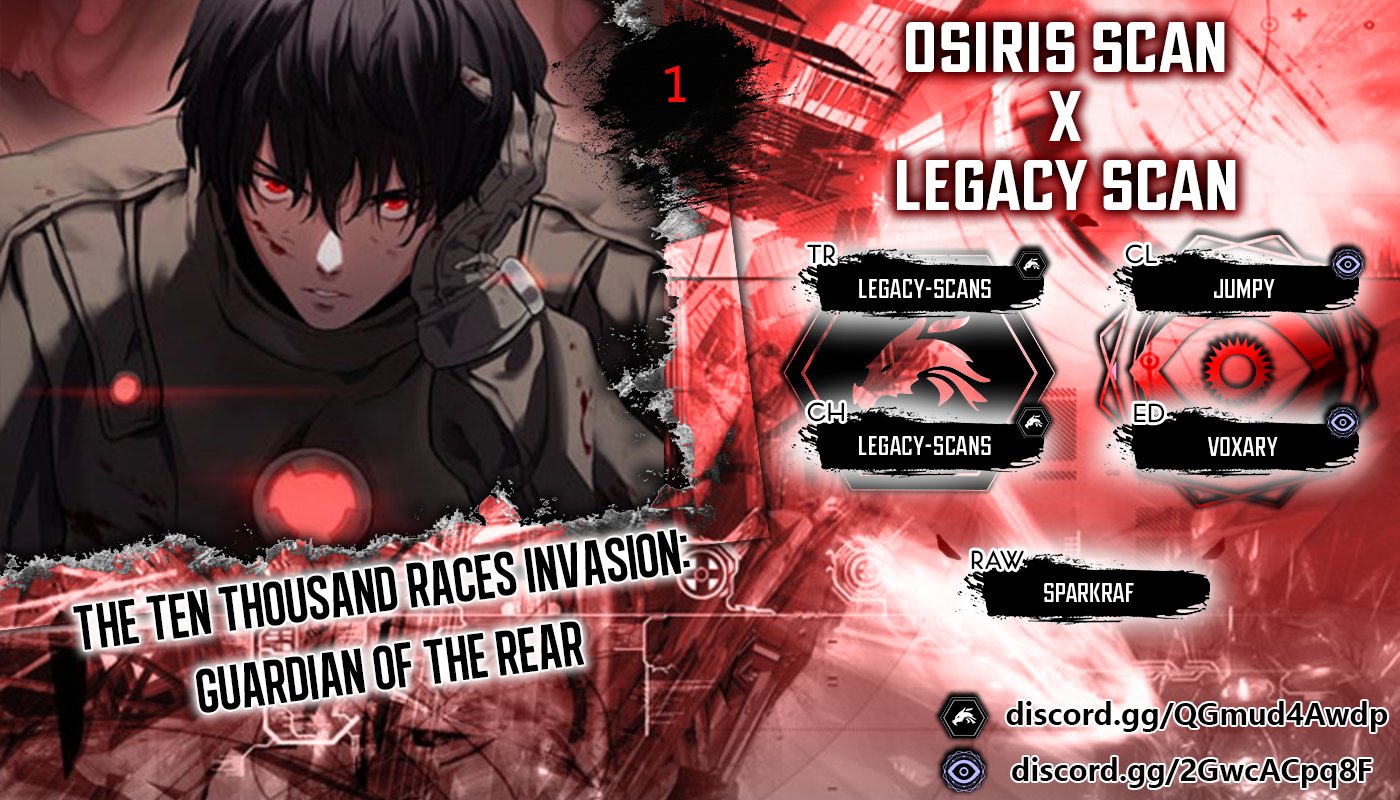 1
OSIRIS SCAN
X
LEGACY SCAN
TR
LEGACY-SCANS
CL
JUMPY
CH
LEGACY-SCANS
ED
VOXARY
RAW
SPARKRAF
THE TEN THOUSAND RACES INVASION:
GUARDIAN OF THE REAR
discord.gg/QGmud4Awdp
discord.gg/2GwcACpq8F